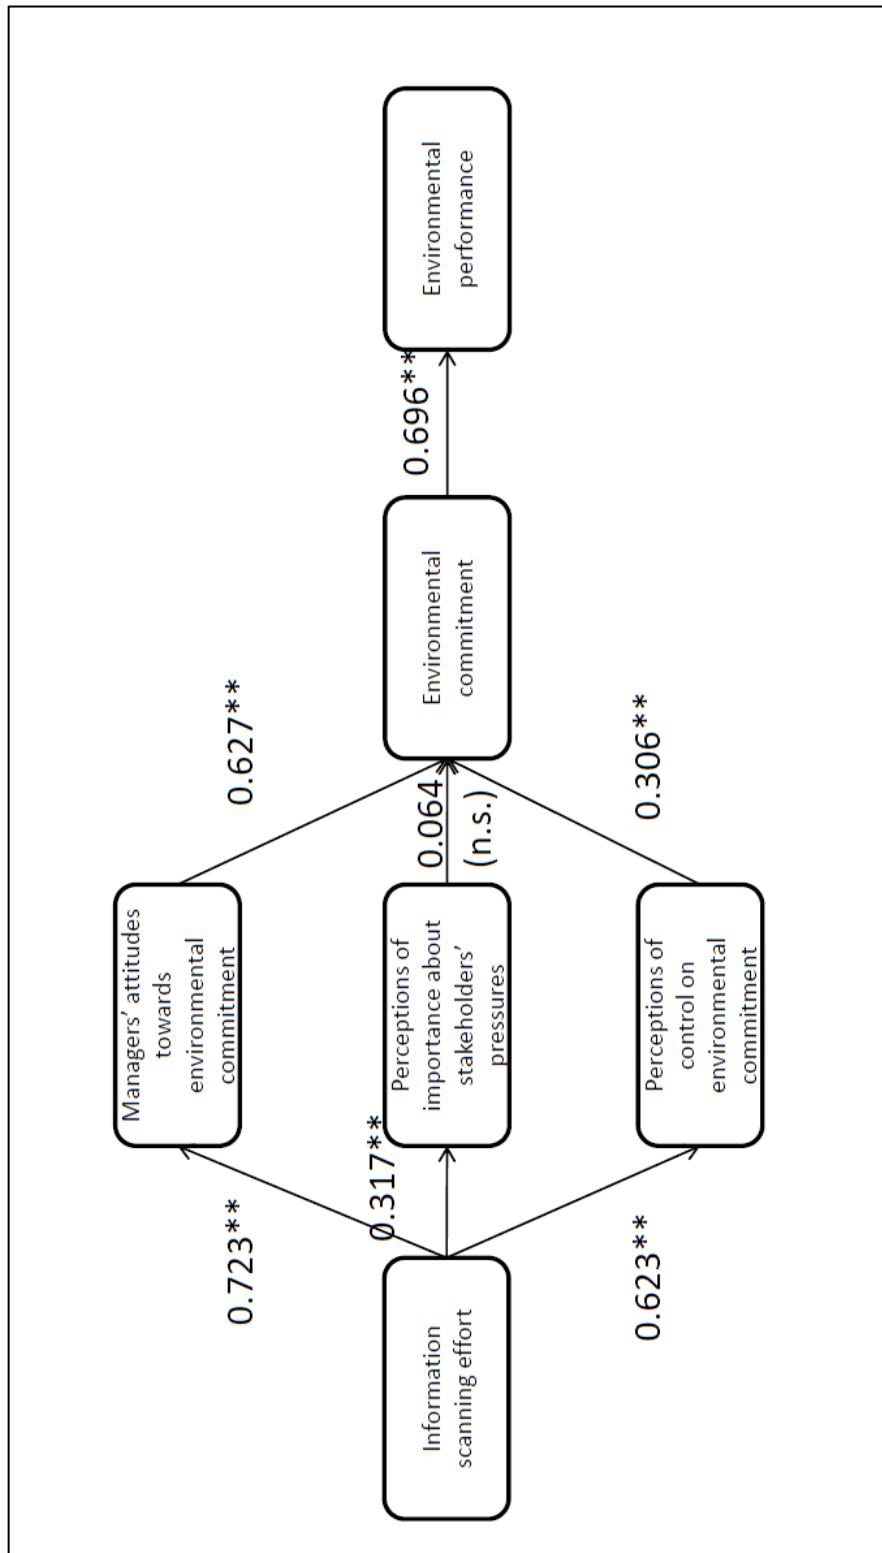 Information
scanning effort
0.723**
0.317**
0.623**
Managers' attitudes
towards
environmental
commitment
Perceptions of
importance about
stakeholders'
pressures
Perceptions of
control on
environmental
commitment
0.627**
0.064
(n.s.)
0.306**
Environmental
commitment
0.696**
Environmental
performance